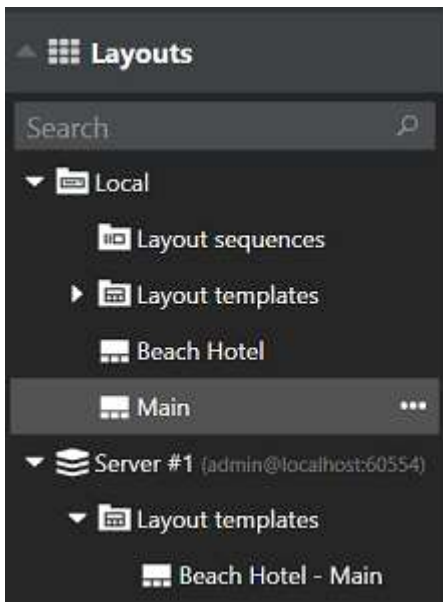 Layouts
Search
Local
Layout sequences
Layout templates
Beach Hotel
Main
Server #1 (admin@localhost:60554)
Layout templates
Beach Hotel - Main